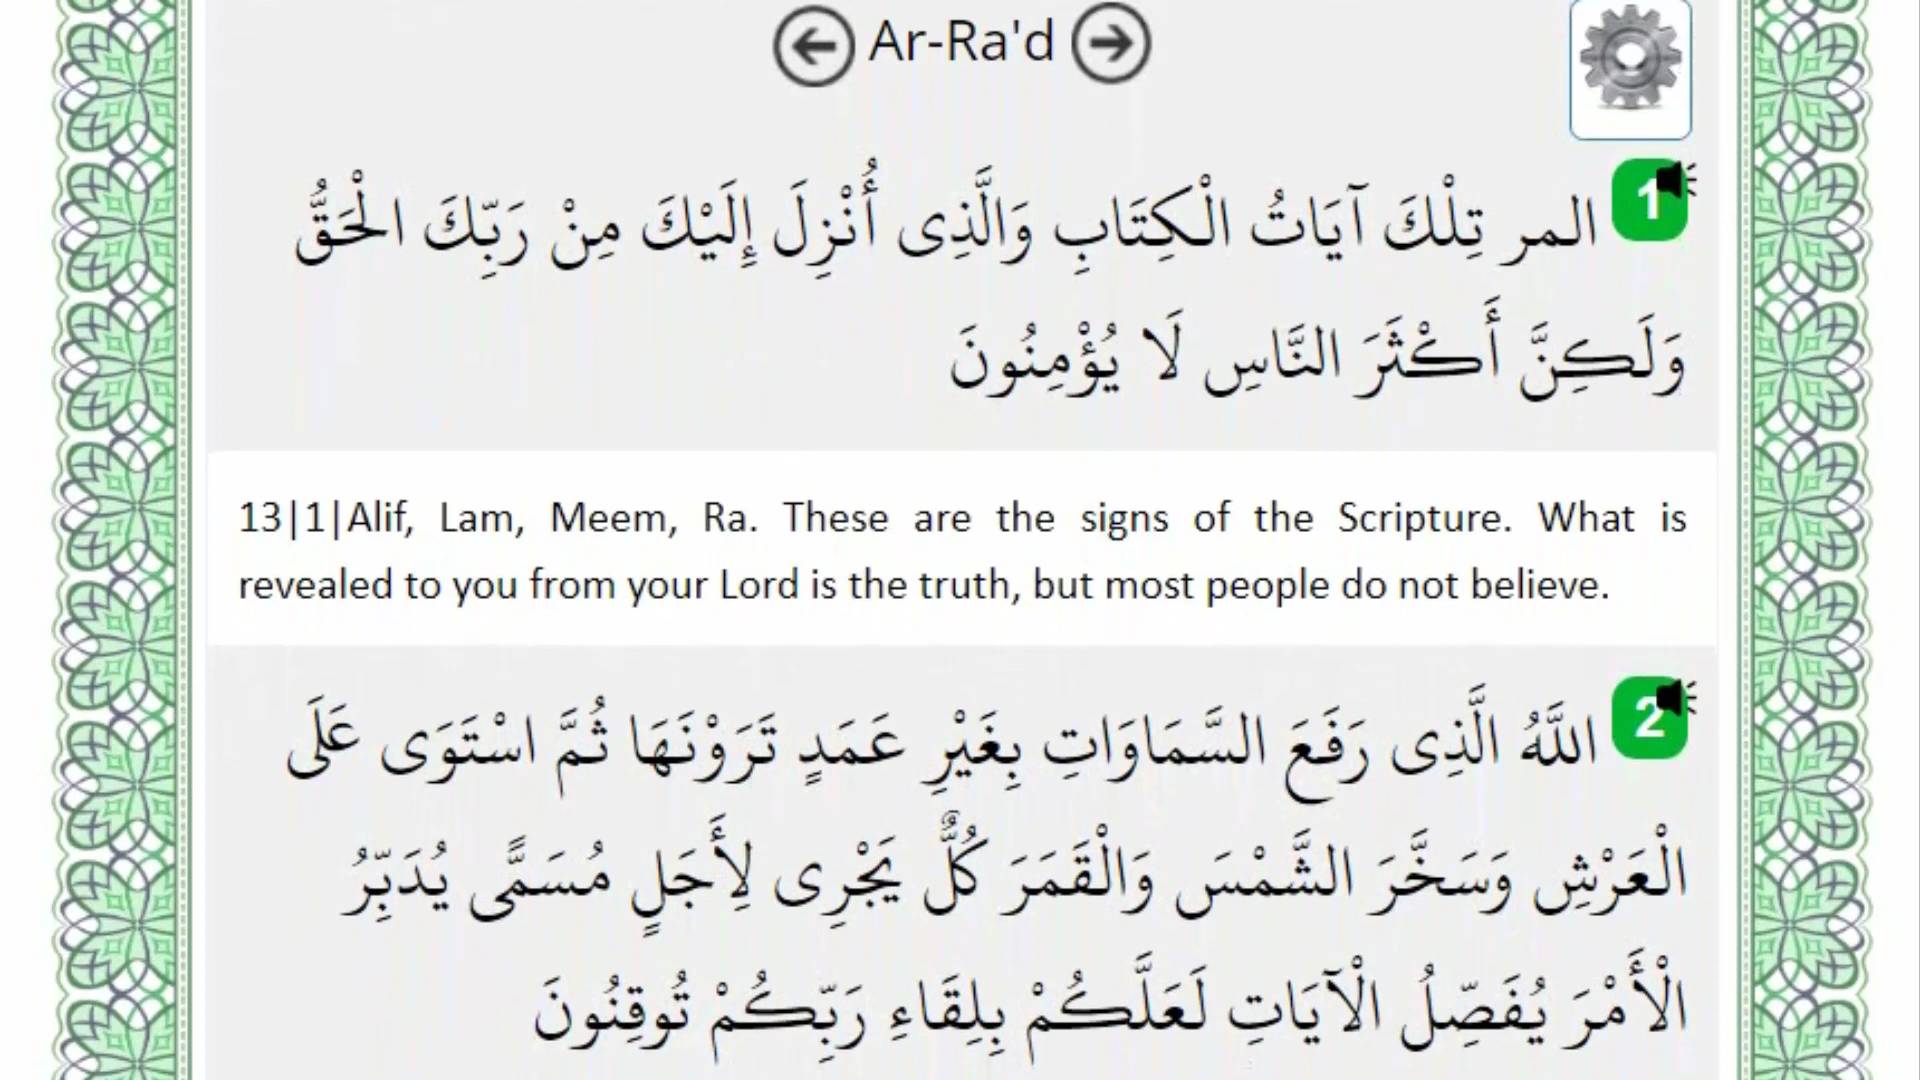 Ar-Ra'd
1
المر تِلْكَ آيَاتُ الْكِتَابِ وَالَّذِى أُنْزِلَ إِلَيْكَ مِنْ رَبِّكَ الْحَقُّ
وَلَكِنَّ أَكْثَرَ النَّاسِ لَا يُؤْمِنُونَ
13|1|Alif, Lam, Meem, Ra. These are the signs of the Scripture. What is
revealed to you from your Lord is the truth, but most people do not believe.
2
اللَّهُ الَّذِى رَفَعَ السَّمَاوَاتِ بِغَيْرِ عَمَدٍ تَرَوْنَهَا ثُمَّ اسْتَوَى عَلَى
الْعَرْشِ وَسَخَّرَ الشَّمْسَ وَالْقَمَرَ كُلٌّ يَجْرِى لِأَجَلٍ مُسَمًّى يُدَبِّرُ
الْأَمْرَ يُفَصِّلُ الْآيَاتِ لَعَلَّكُمْ بِلِقَاءِ رَبِّكُمْ تُوقِنُونَ